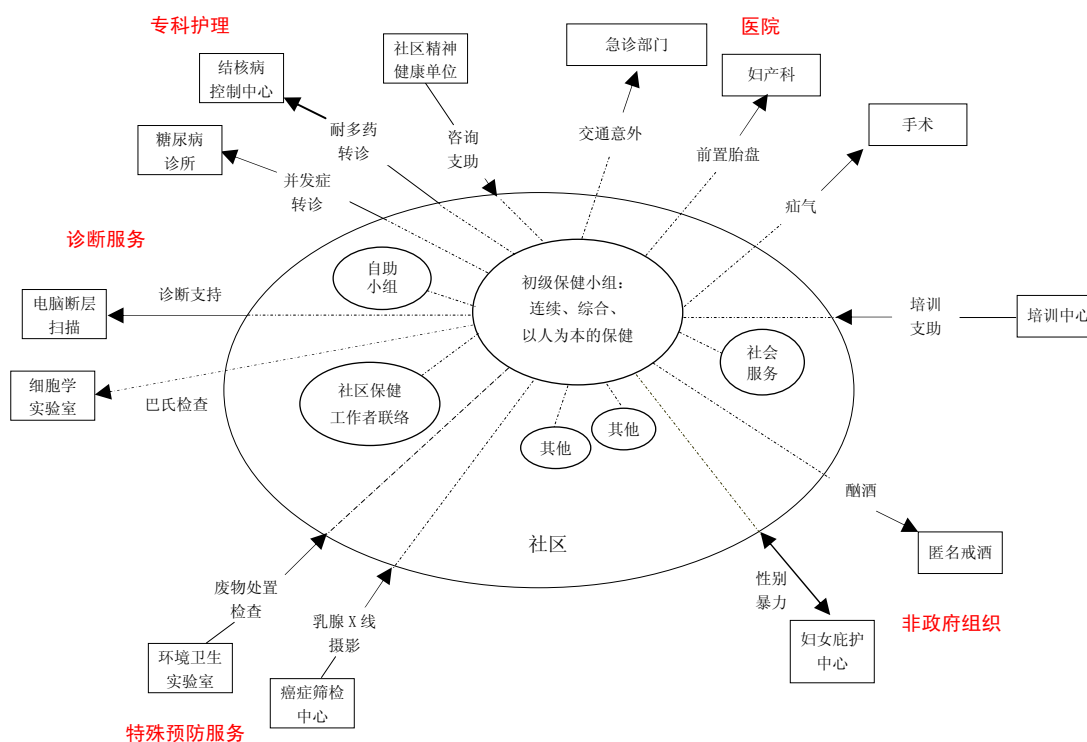 专科护理
医院
社区精神
健康单位
急诊部门
结核病
控制中心
妇产科
手术
糖尿病
诊所
耐多药
转诊
咨询
支助
交通意外
前置胎盘
并发症
转诊
疝气
诊断服务
自助
小组
初级保健小组：
连续、综合、
以人为本的保健
电脑断层
扫描
诊断支持
培训
支助
培训中心
社会
服务
细胞学
实验室
巴氏检查
社区保健
工作者联络
其他
其他
酗酒
社区
匿名戒酒
废物处置
检查
乳腺 X 线
摄影
性别
暴力
非政府组织
妇女庇护
中心
环境卫生
实验室
癌症筛检
中心
特殊预防服务